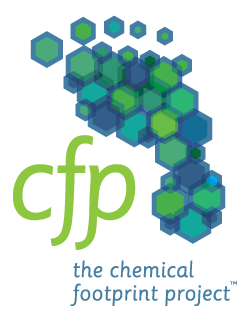 cfp
the chemical
footprint project™